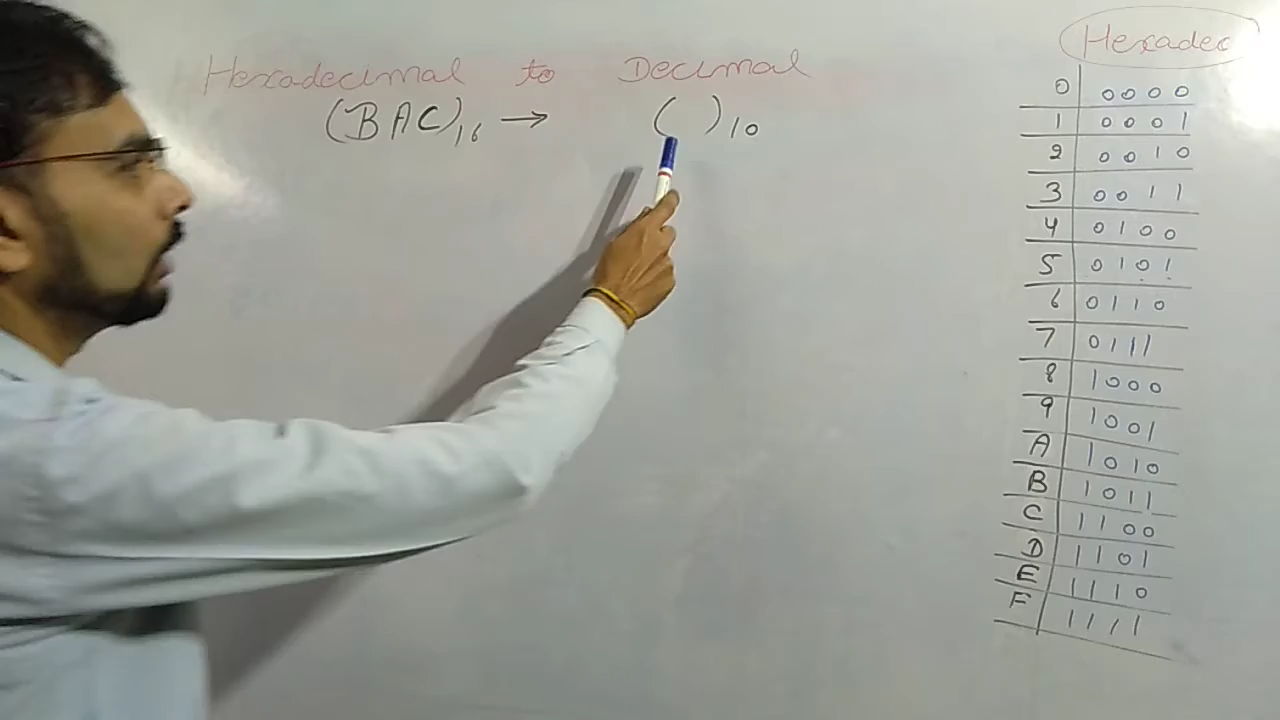 Hexadecimal to Decimal
(BAC)16 → ( )10
Hexadec
0 0000
1 0001
2 0010
3 0011
4 0100
5 0101
6 0110
7 0111
8 1000
9 1001
A 1010
B 1011
C 1100
D 1101
E 1110
F 1111